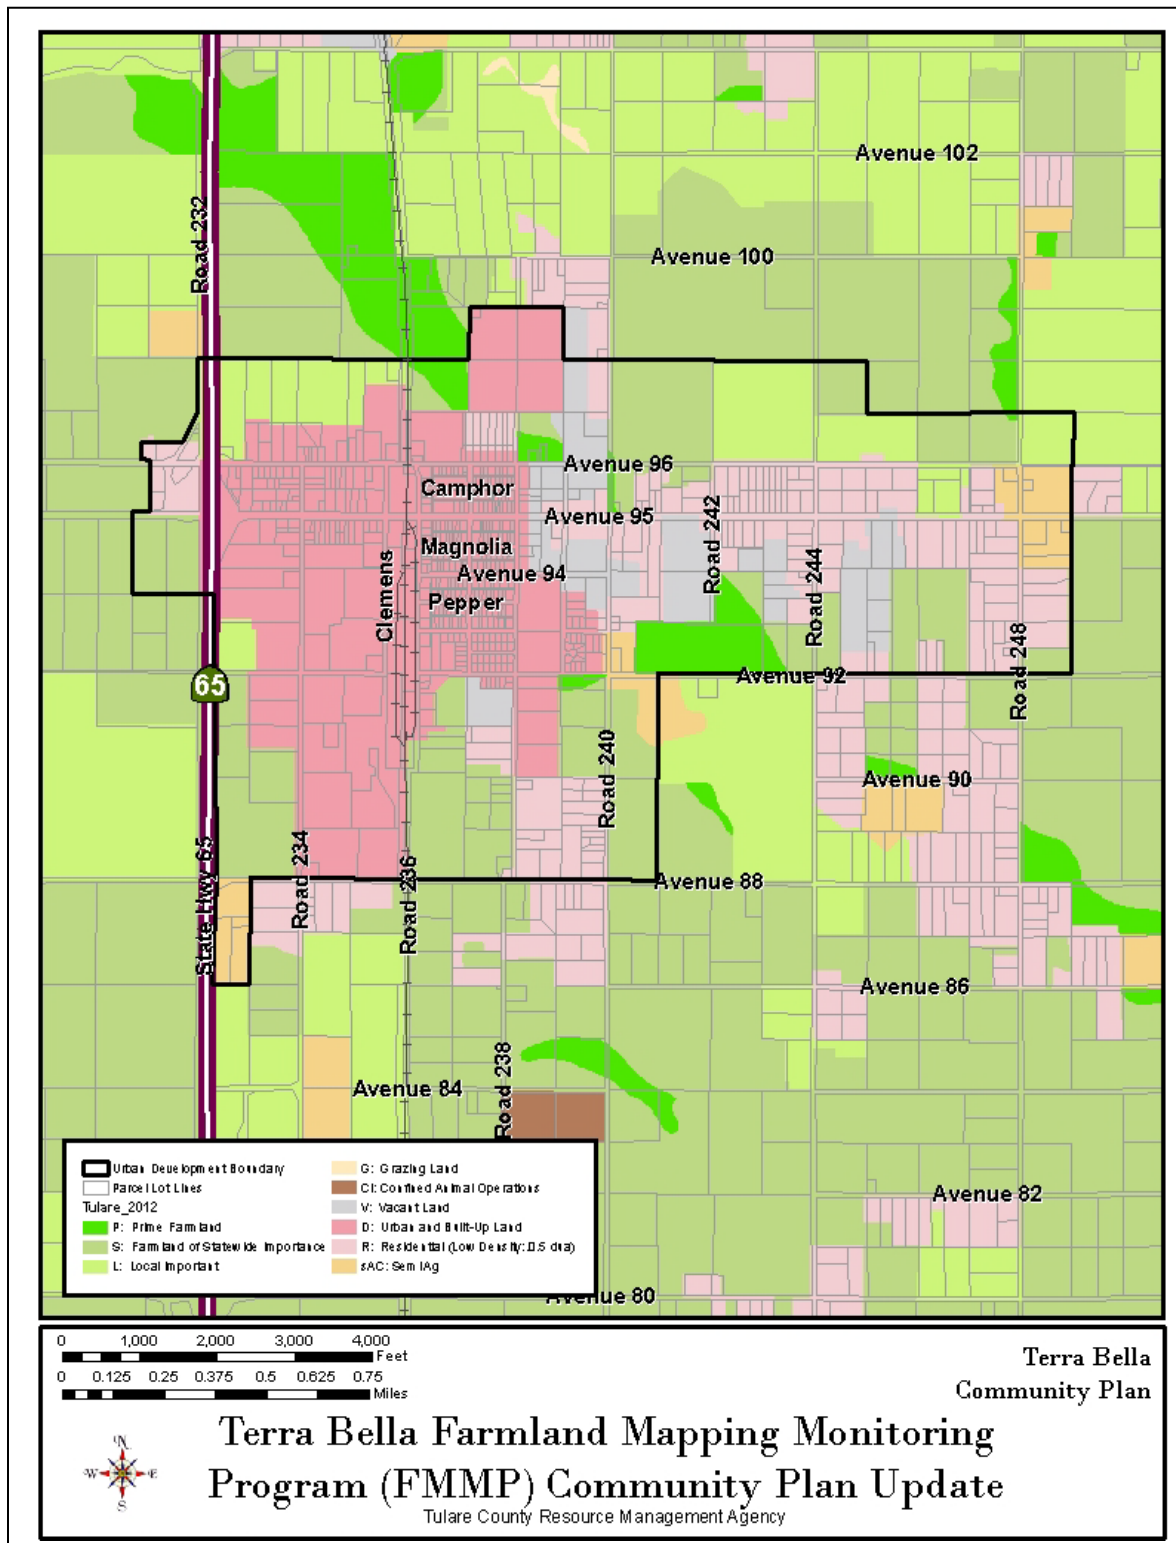 Avenue 102
Road 232
Avenue 100
Avenue 96
Camphor
Avenue 95
Road 242
Magnolia
Avenue 94
Clemens
Road 244
Pepper
Road 248
65
Avenue 92
Road 240
Avenue 90
Road 234
State Hwy 65
Road 236
Avenue 88
Avenue 86
Road 238
Avenue 84
Avenue 82
Avenue 80
Urban Development Boundary
Parcel Lot Lines
Tulare_2012
P: Prime Farmland
S: Farmland of Statewide Importance
L: Local Important
G: Grazing Land
CI: Confined Animal Operations
V: Vacant Land
D: Urban and Built-Up Land
R: Residential (Low Density: .5 dua)
sAC: Semi Ag
0 1,000 2,000 3,000 4,000
Feet
0 0.125 0.25 0.375 0.5 0.625 0.75
Miles
Terra Bella
Community Plan
N
W E
S
Terra Bella Farmland Mapping Monitoring
Program (FMMP) Community Plan Update
Tulare County Resource Management Agency